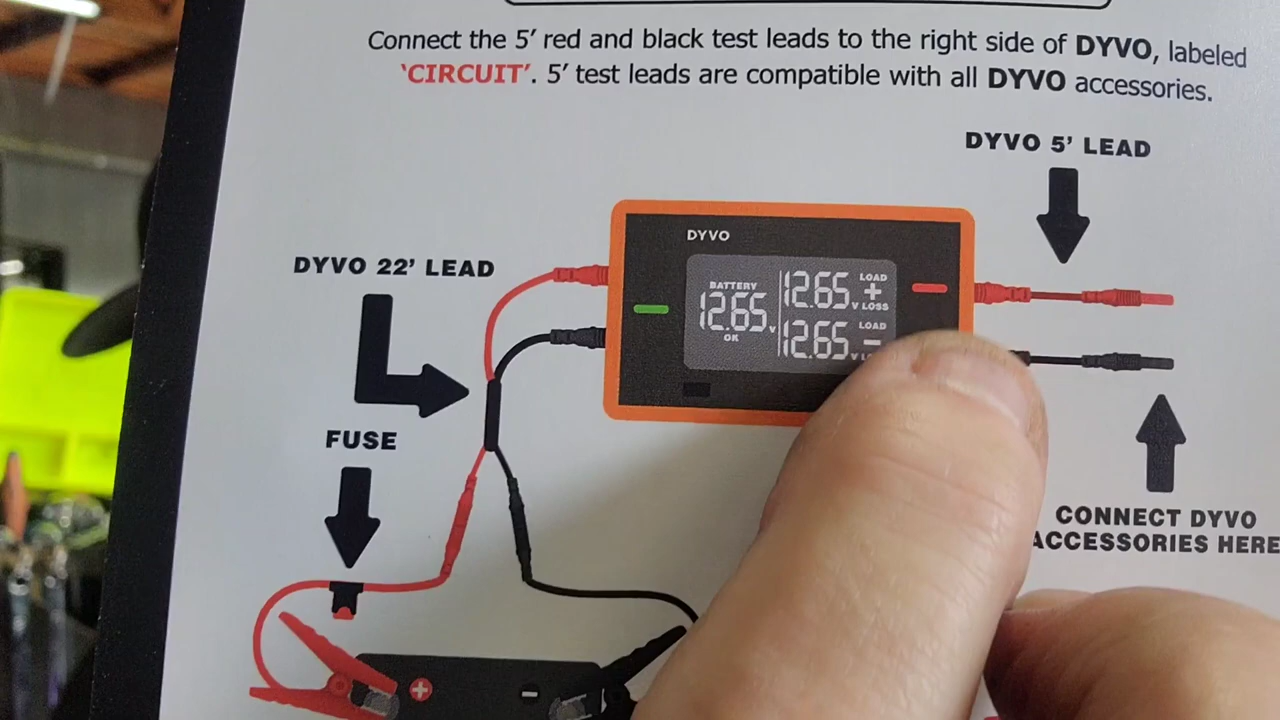 Connect the 5′ red and black test leads to the right side of DYVO, labeled
‘CIRCUIT’. 5′ test leads are compatible with all DYVO accessories.
DYVO 5' LEAD
DYVO 22' LEAD
DYVO
BATTERY
12.65 V
OK
12.65 V
LOAD
+
LOSS
12.65 V
LOAD
-
FUSE
CONNECT DYVO
ACCESSORIES HERE
+
-